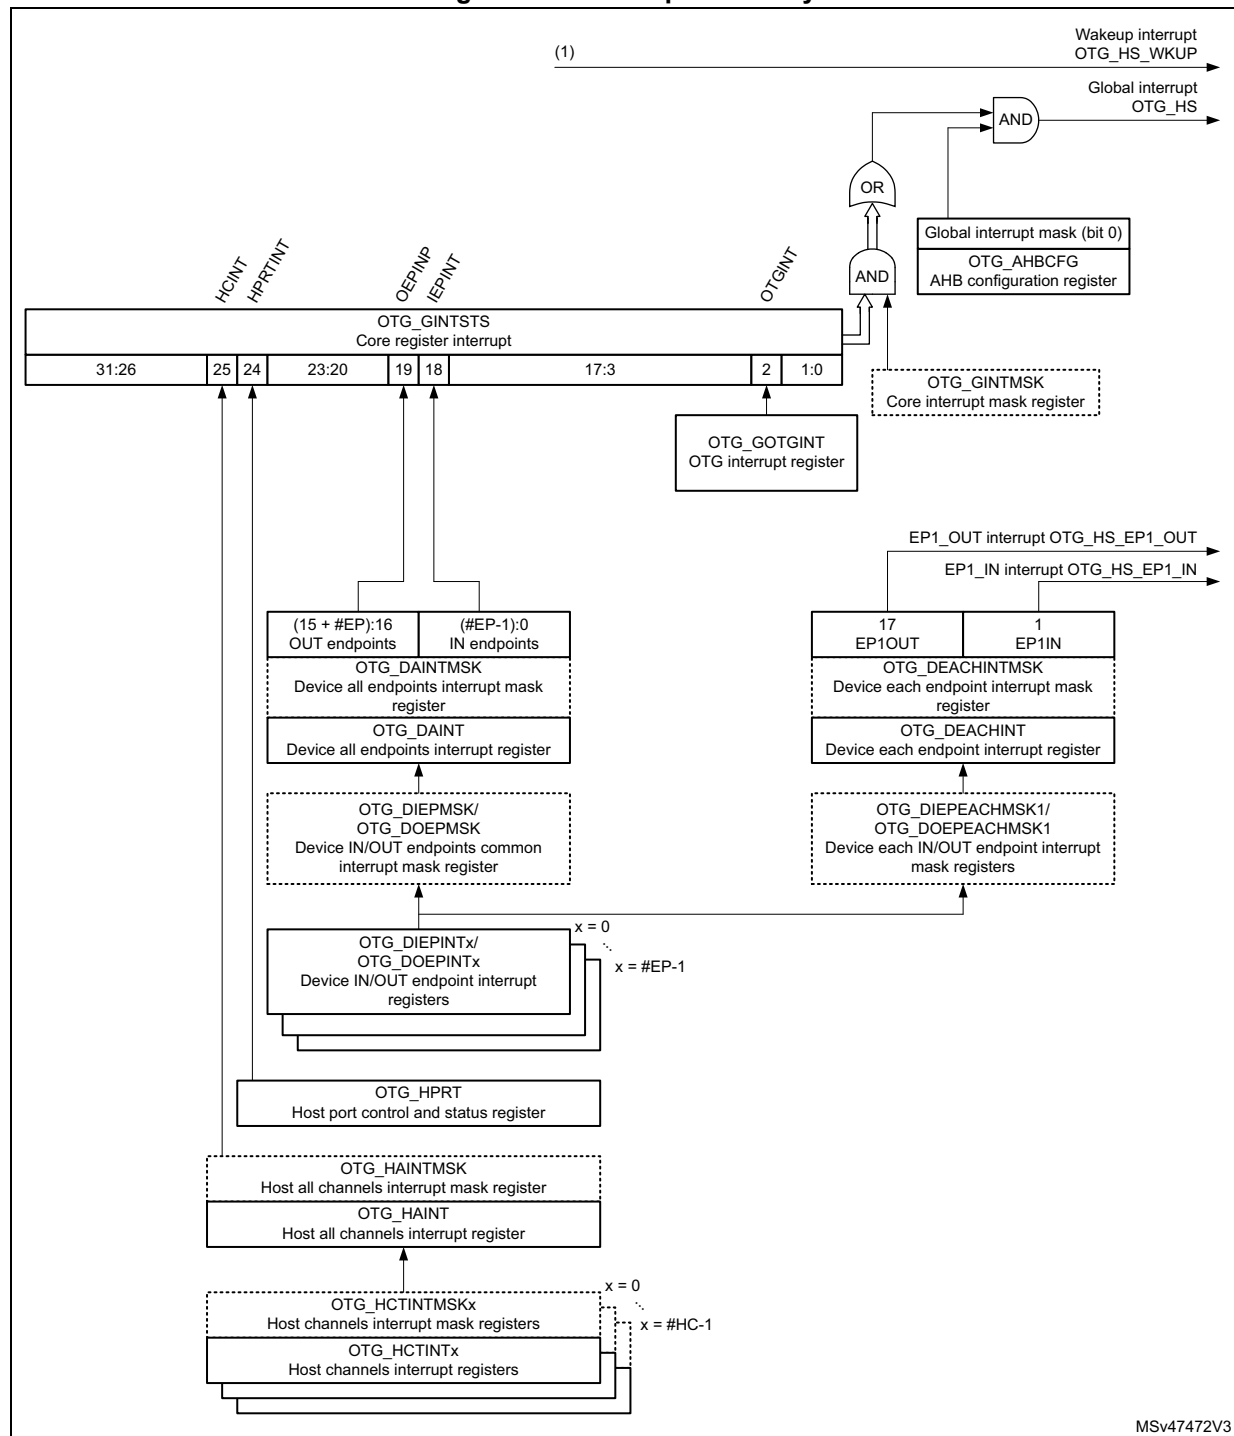 (1)
Wakeup interrupt
OTG_HS_WKUP
Global interrupt
OTG_HS
AND
OR
AND
Global interrupt mask (bit 0)
OTG_AHBCFG
AHB configuration register
HCINT
HPRTINT
OEPINP
IEPINT
OTGINT
OTG_GINTSTS
Core register interrupt
31:26
25
24
23:20
19
18
17:3
2
1:0
OTG_GINTMSK
Core interrupt mask register
OTG_GOTGINT
OTG interrupt register
EP1_OUT interrupt OTG_HS_EP1_OUT
EP1_IN interrupt OTG_HS_EP1_IN
(15 + #EP):16
OUT endpoints
(#EP-1):0
IN endpoints
OTG_DAINTMSK
Device all endpoints interrupt mask
register
OTG_DAINT
Device all endpoints interrupt register
17
EP1OUT
1
EP1IN
OTG_DEACHINTMSK
Device each endpoint interrupt mask
register
OTG_DEACHINT
Device each endpoint interrupt register
OTG_DIEPMSK/
OTG_DOEPMSK
Device IN/OUT endpoints common
interrupt mask register
OTG_DIEPEACHMSK1/
OTG_DOEPEACHMSK1
Device each IN/OUT endpoint interrupt
mask registers
OTG_DIEPINTx/
OTG_DOEPINTx
Device IN/OUT endpoint interrupt
registers
x = 0
x = #EP-1
OTG_HPRT
Host port control and status register
OTG_HAINTMSK
Host all channels interrupt mask register
OTG_HAINT
Host all channels interrupt register
OTG_HCTINTMSKx
Host channels interrupt mask registers
OTG_HCTINTx
Host channels interrupt registers
x = 0
x = #HC-1
MSv47472V3